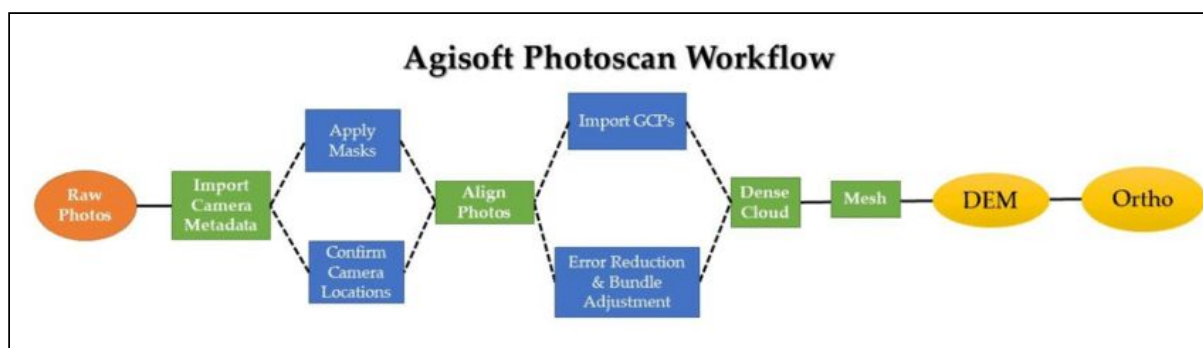 Agisoft Photoscan Workflow
Raw
Photos
Import
Camera
Metadata
Apply
Masks
Confirm
Camera
Locations
Align
Photos
Import GCPs
Error Reduction
& Bundle
Adjustment
Dense
Cloud
Mesh
DEM
Ortho